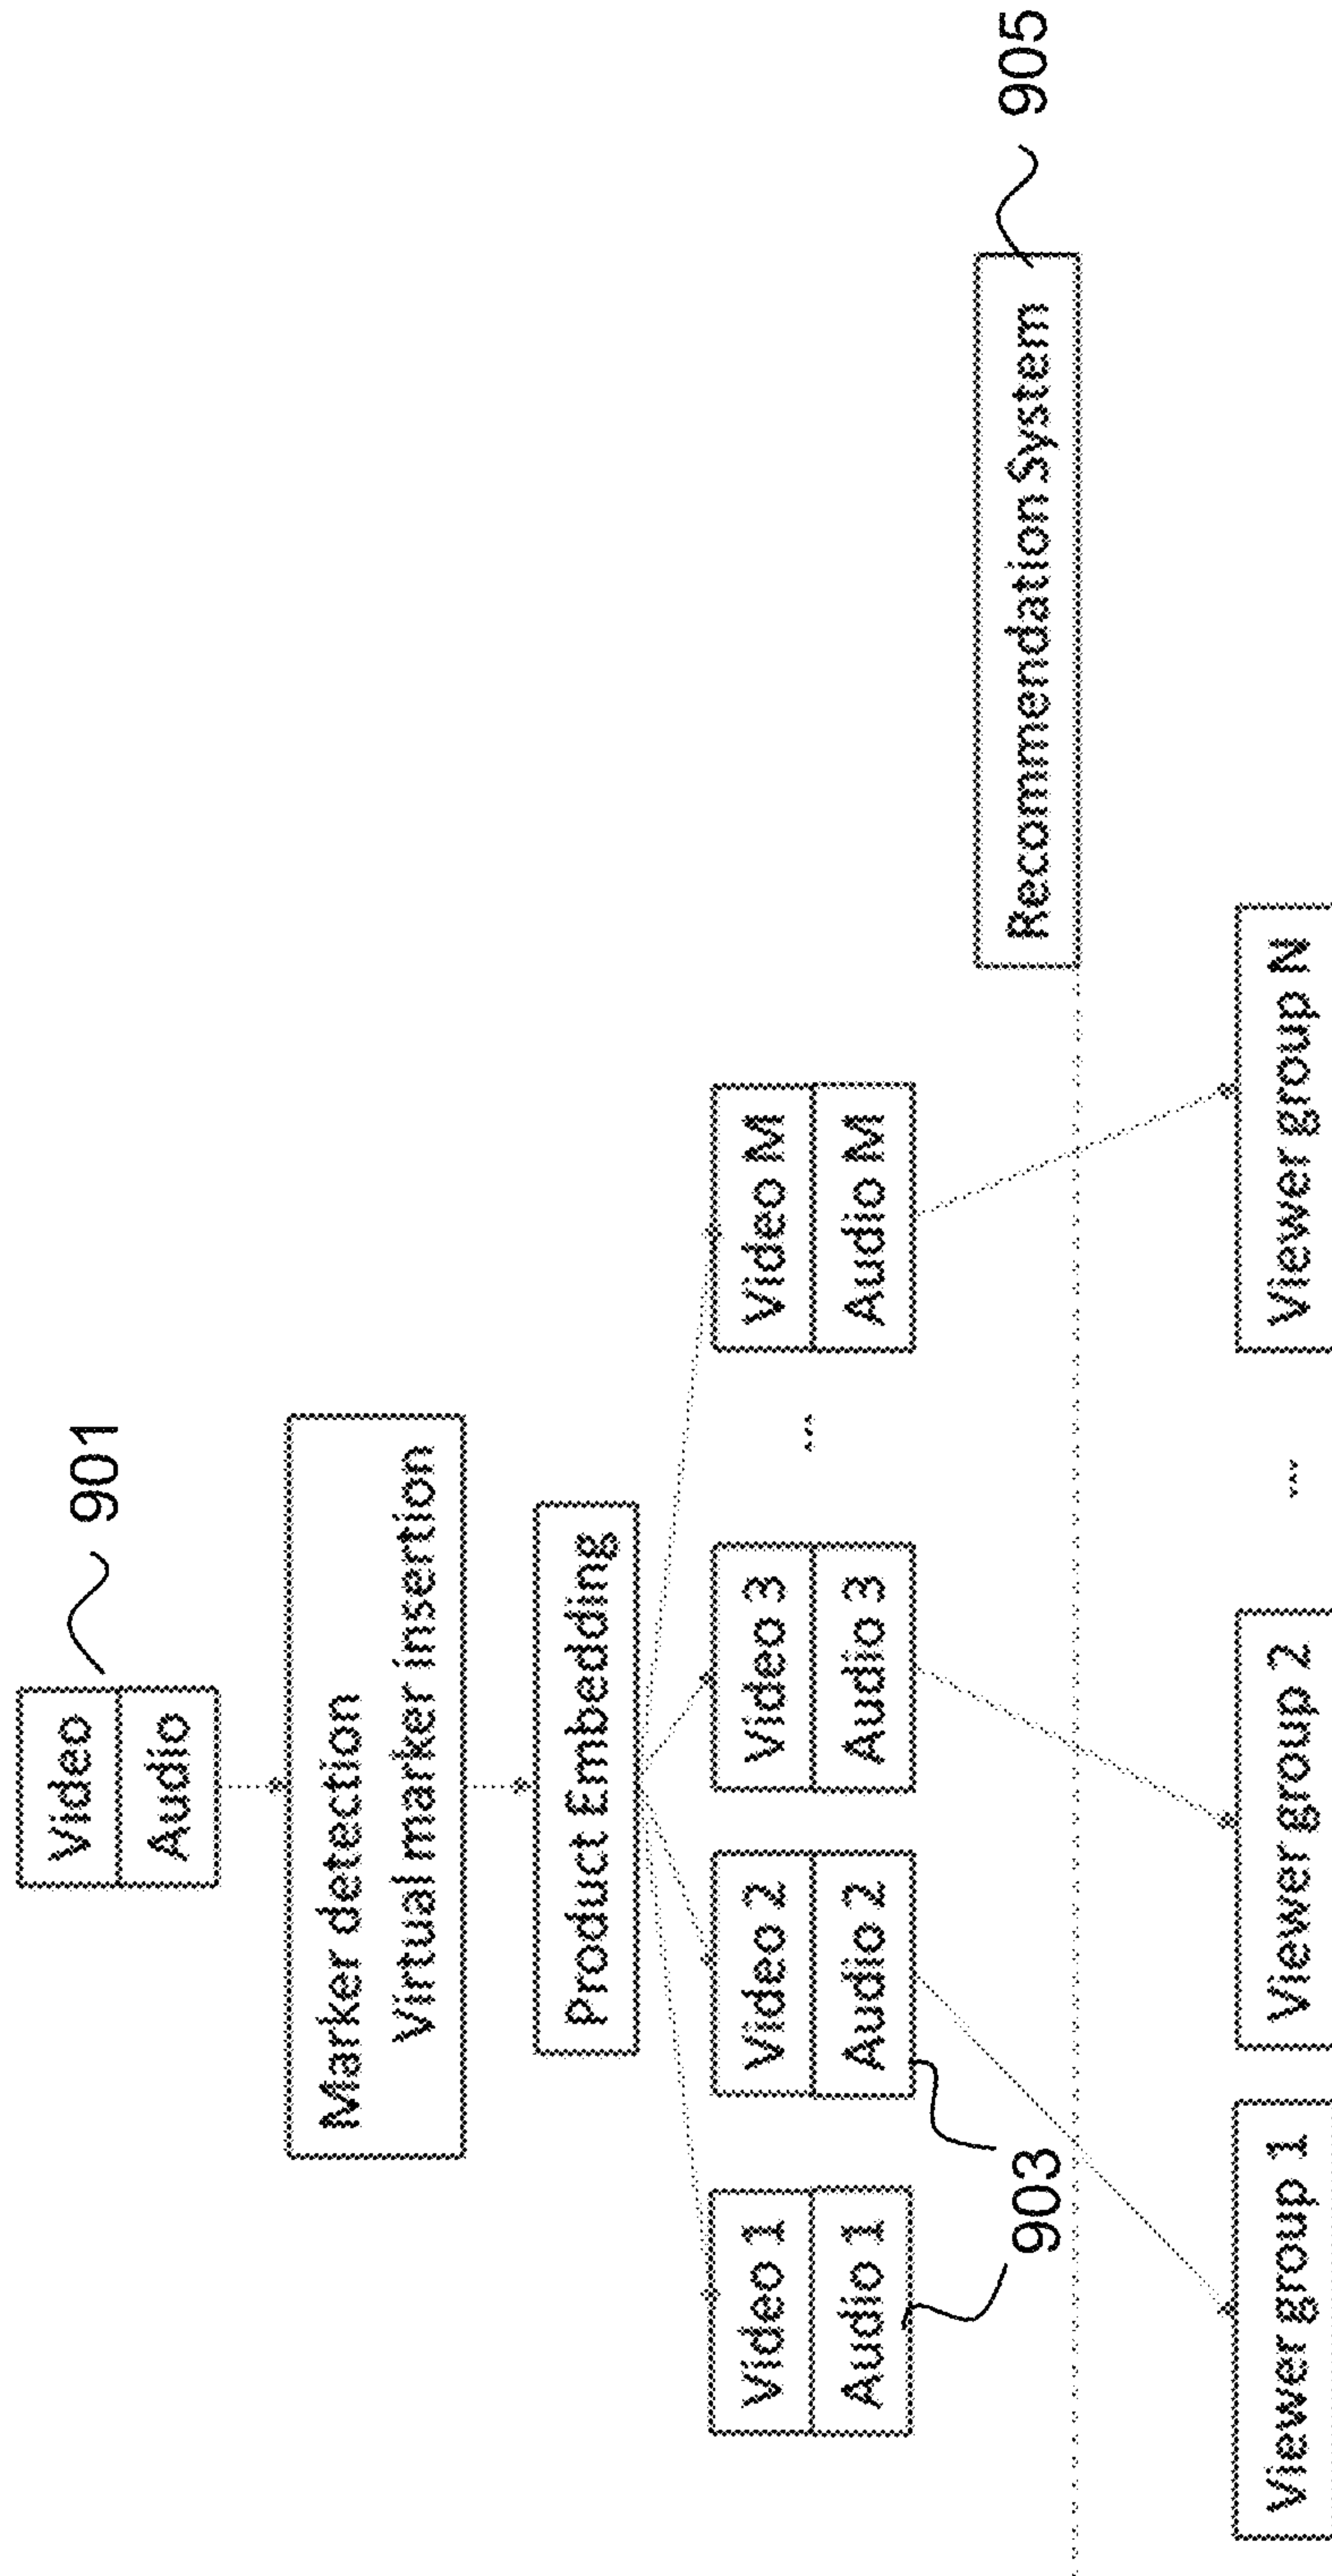 Video
Audio
901
Marker detection
Virtual marker insertion
Product Embedding
Video 1
Audio 1
Video 2
Audio 2
Video 3
Audio 3
...
Video M
Audio M
903
Recommendation System
905
Viewer group 1
Viewer group 2
...
Viewer group N